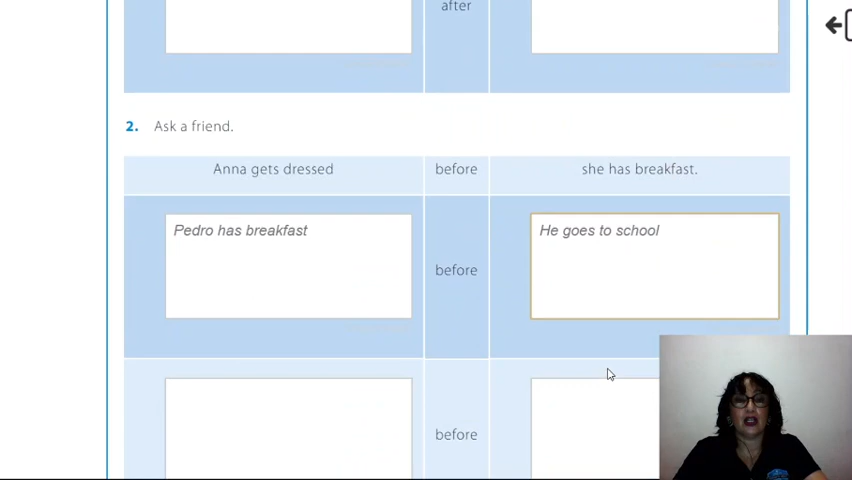 after
2. Ask a friend.
Anna gets dressed before she has breakfast.
Pedro has breakfast before He goes to school
before